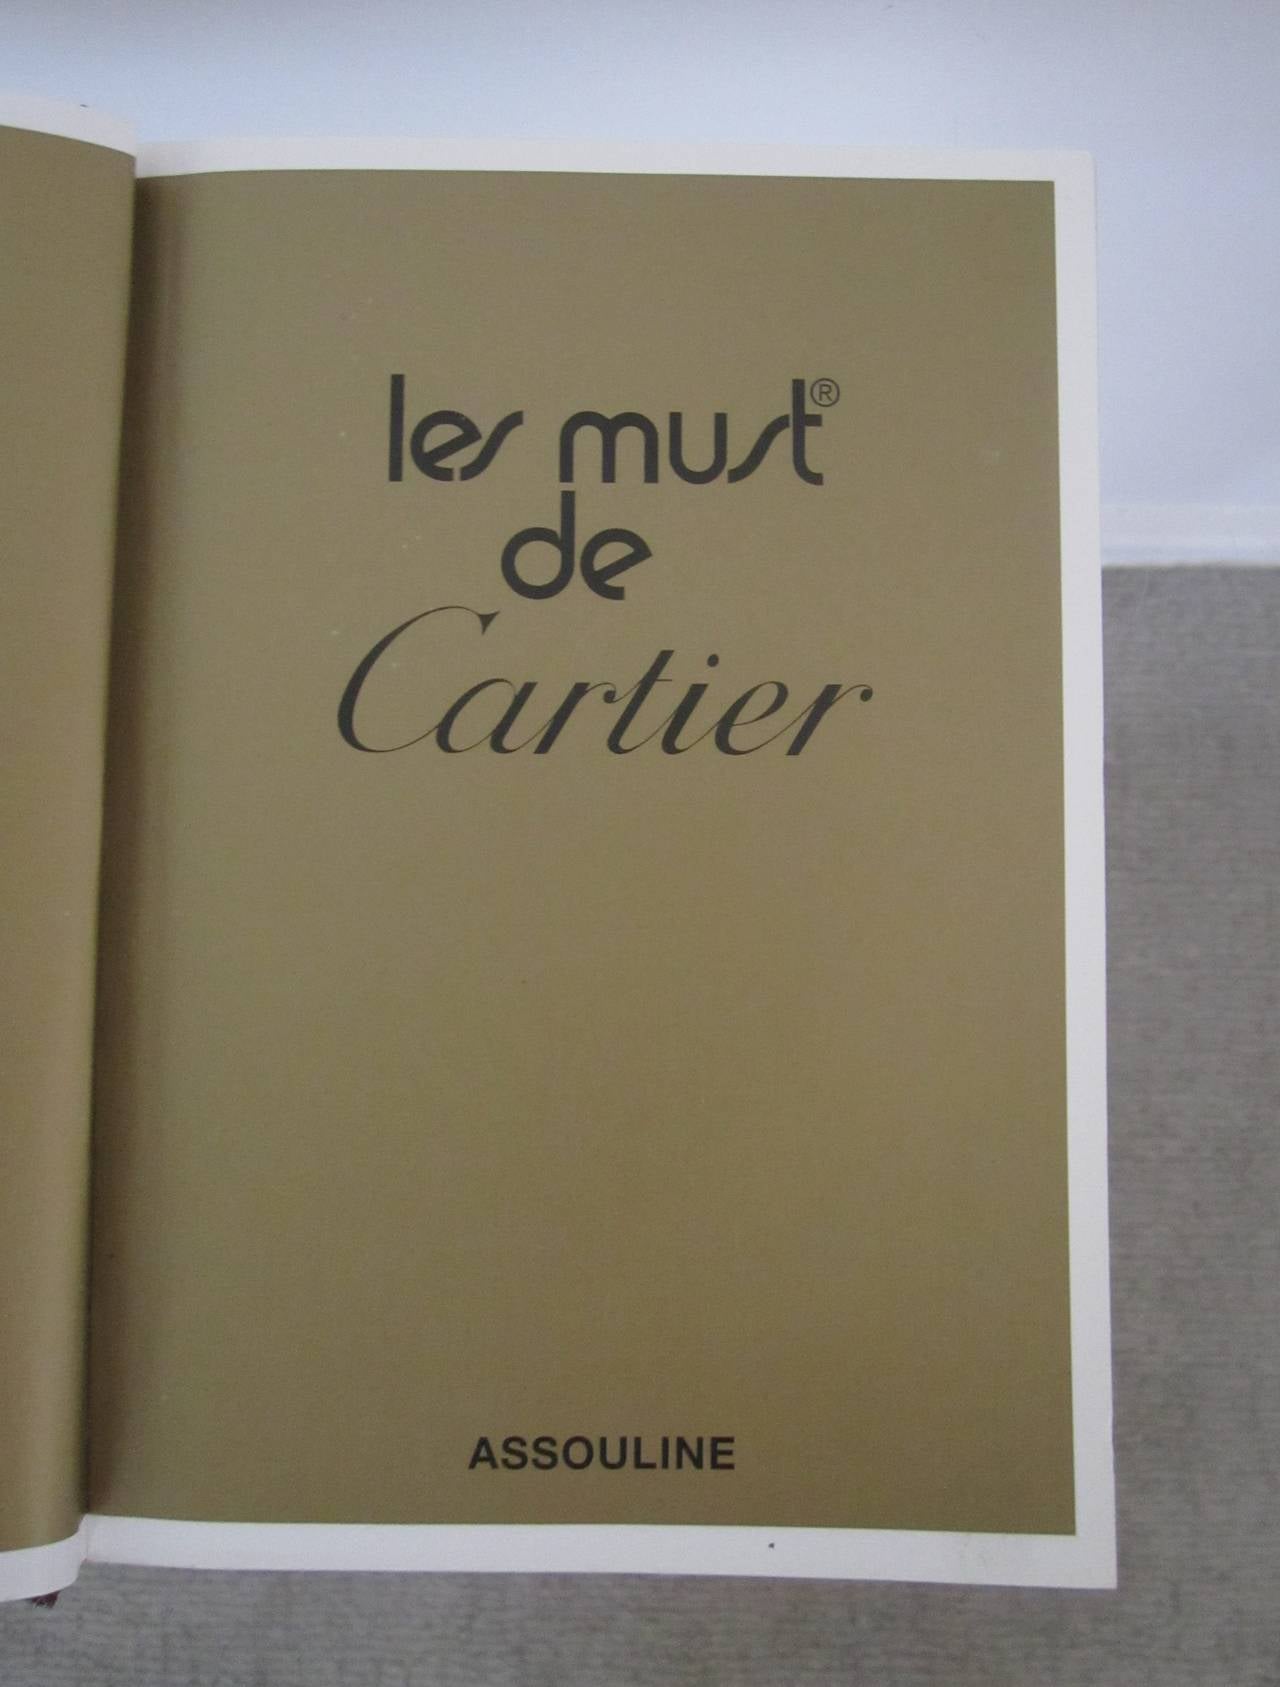 les must®
de
Cartier
ASSOULINE